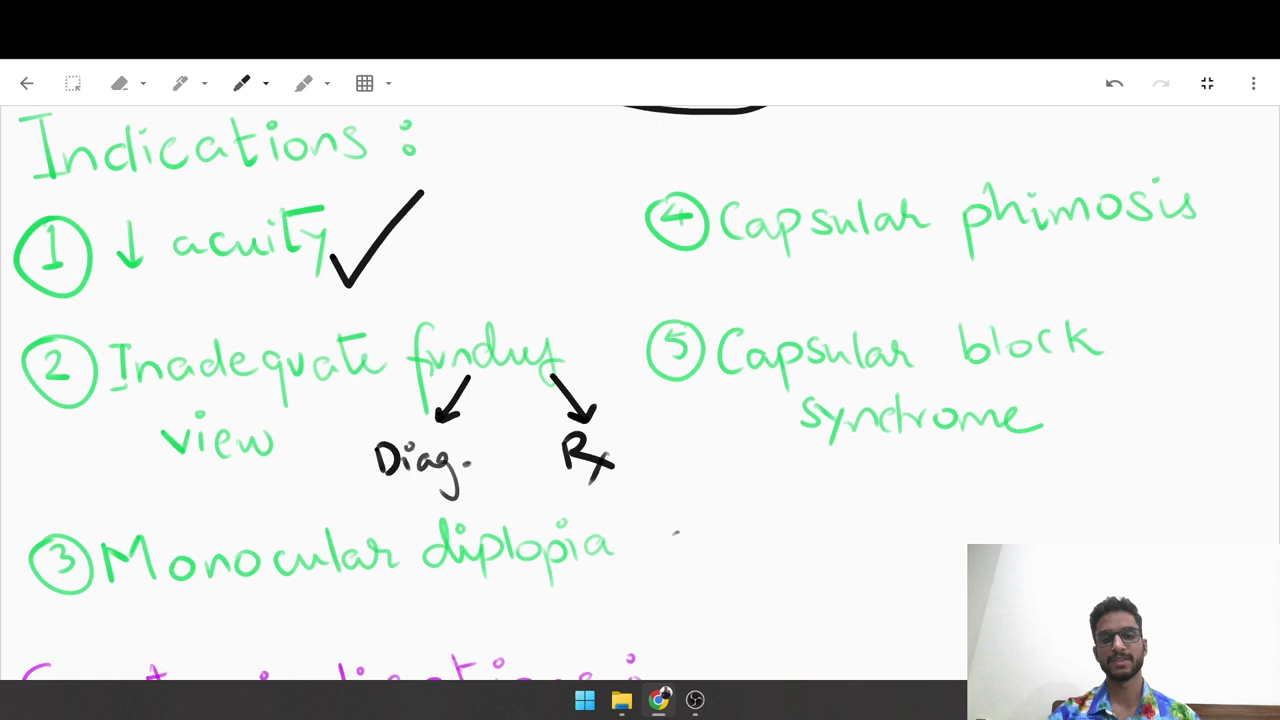 Indications :
① ↓ acuity ✓
② Inadequate fundus
view
Diag. Rx
③ Monocular diplopia
④ Capsular phimosis
⑤ Capsular block
syndrome